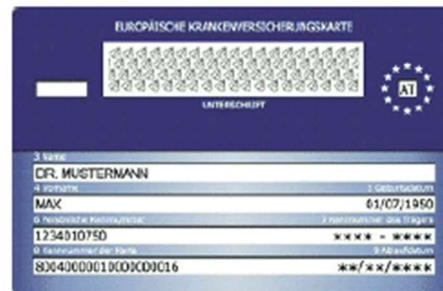 EUROPÄISCHE KRANKENVERSICHERUNGSKARTE
AT
UNTERSCHRIFT
3 Name
DR. MUSTERMANN
4 Vorname 5 Geburtsdatum
MAX 01/07/1950
6 Persönliche Kennnummer 7 Kennnummer des Trägers
1234010750 **** - ****
8 Kennnummer der Karte 9 Ablaufdatum
80040000010000000016 **/**/****